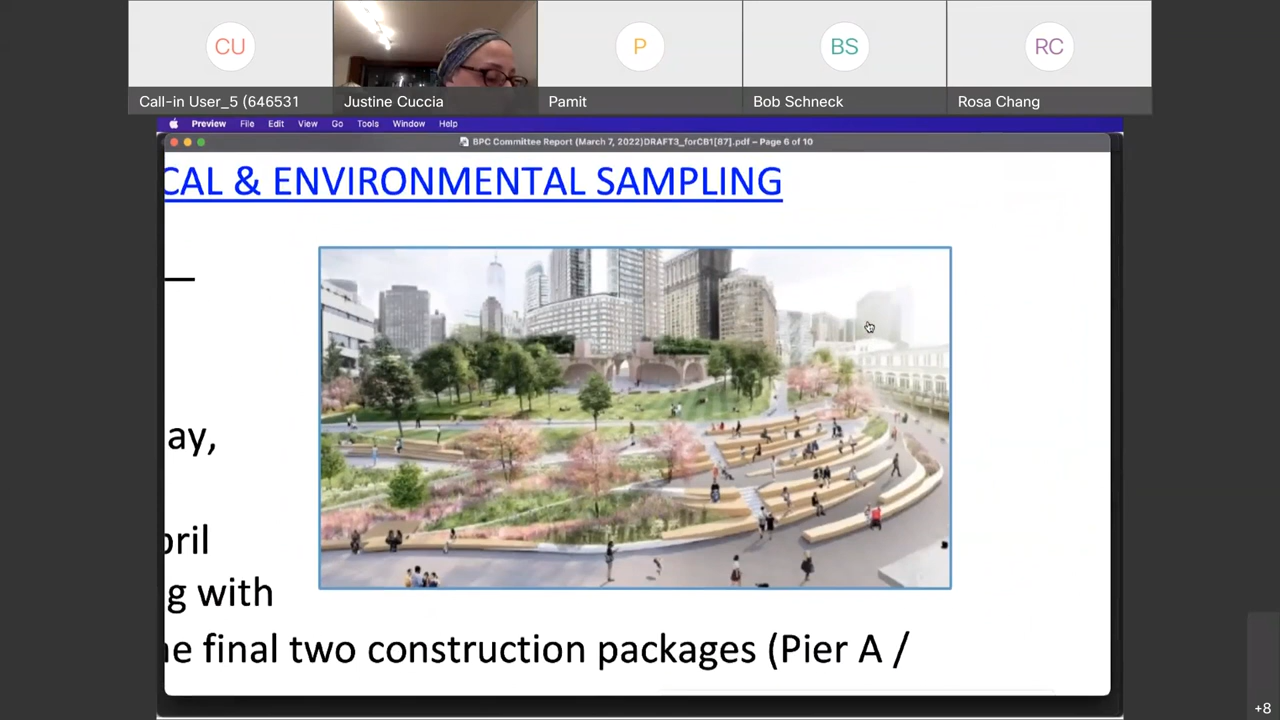 CU
P
BS
RC
Call-in User_5 (646531
Justine Cuccia
Pamit
Bob Schneck
Rosa Chang
Preview File Edit View Go Tools Window Help
BPC Committee Report (March 7, 2022)DRAFT3_forCB1[87].pdf – Page 6 of 10
CAL & ENVIRONMENTAL SAMPLING
ay,
oril
g with
e final two construction packages (Pier A /
+8